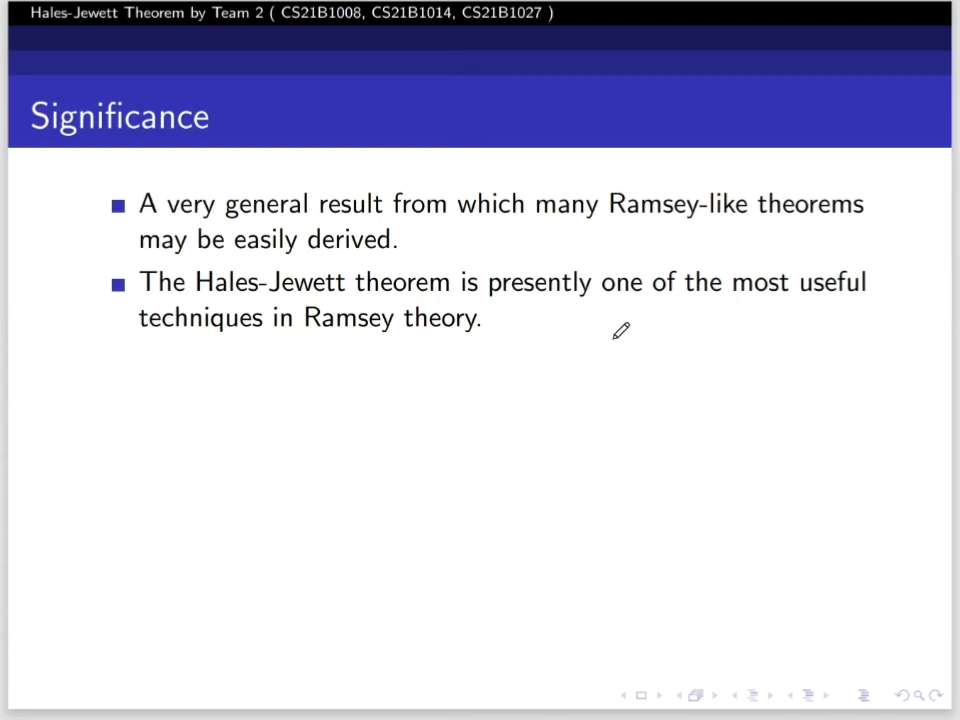 Hales-Jewett Theorem by Team 2 ( CS21B1008, CS21B1014, CS21B1027 )
Significance
A very general result from which many Ramsey-like theorems
may be easily derived.
The Hales-Jewett theorem is presently one of the most useful
techniques in Ramsey theory.